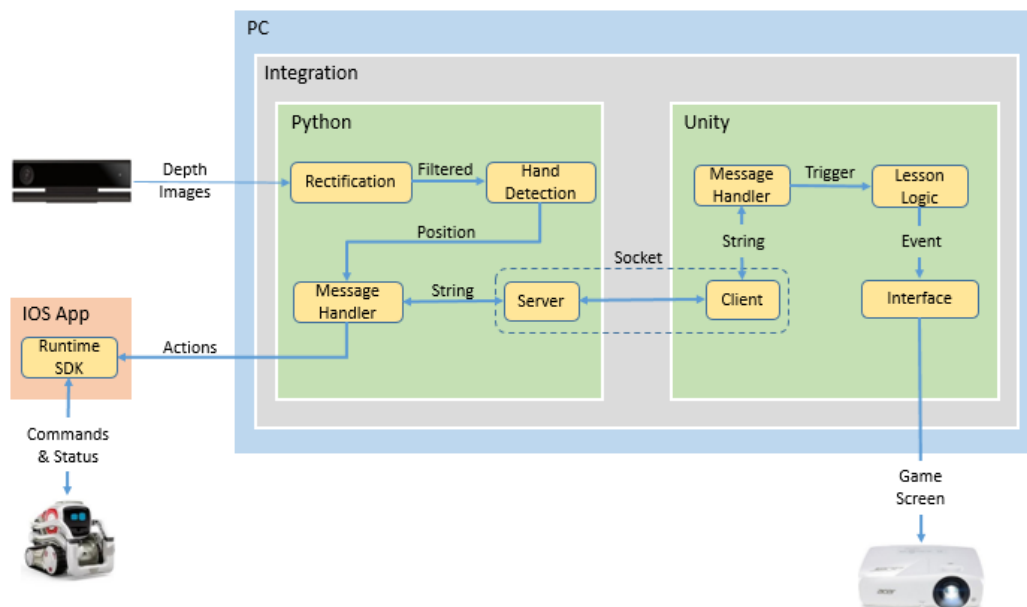 PC
Integration
Python
Unity
Depth
Images
Rectification
Filtered
Hand
Detection
Message
Handler
Trigger
Lesson
Logic
Position
String
Event
Socket
Message
Handler
String
Server
Client
Interface
IOS App
Runtime
SDK
Actions
Commands
& Status
Game
Screen
acer